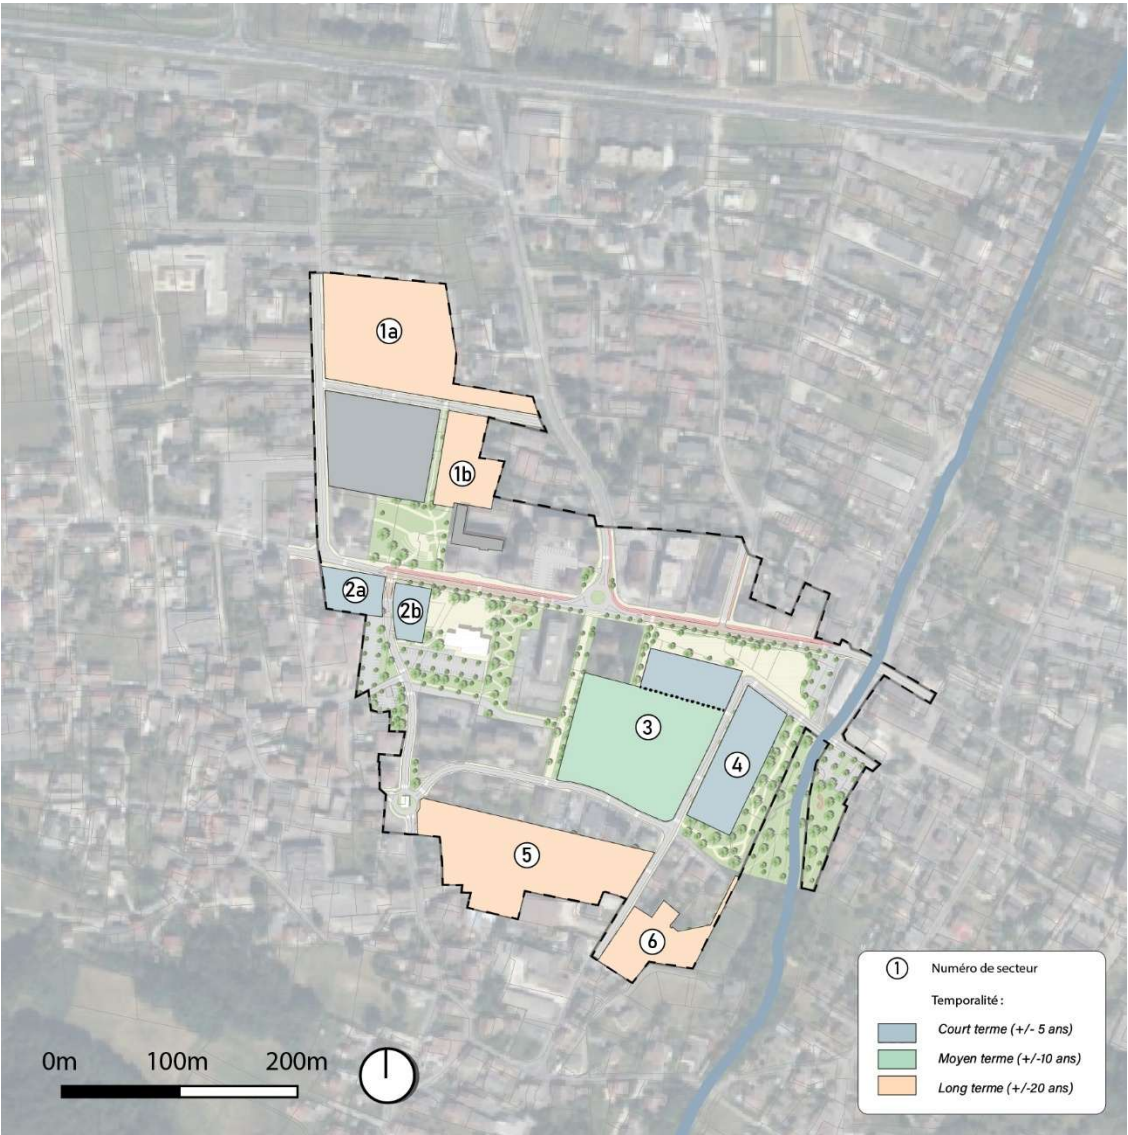 1a
1b
2a
2b
3
4
5
6
1 Numéro de secteur
Temporalité :
Court terme (+/- 5 ans)
Moyen terme (+/-10 ans)
Long terme (+/-20 ans)
0m 100m 200m